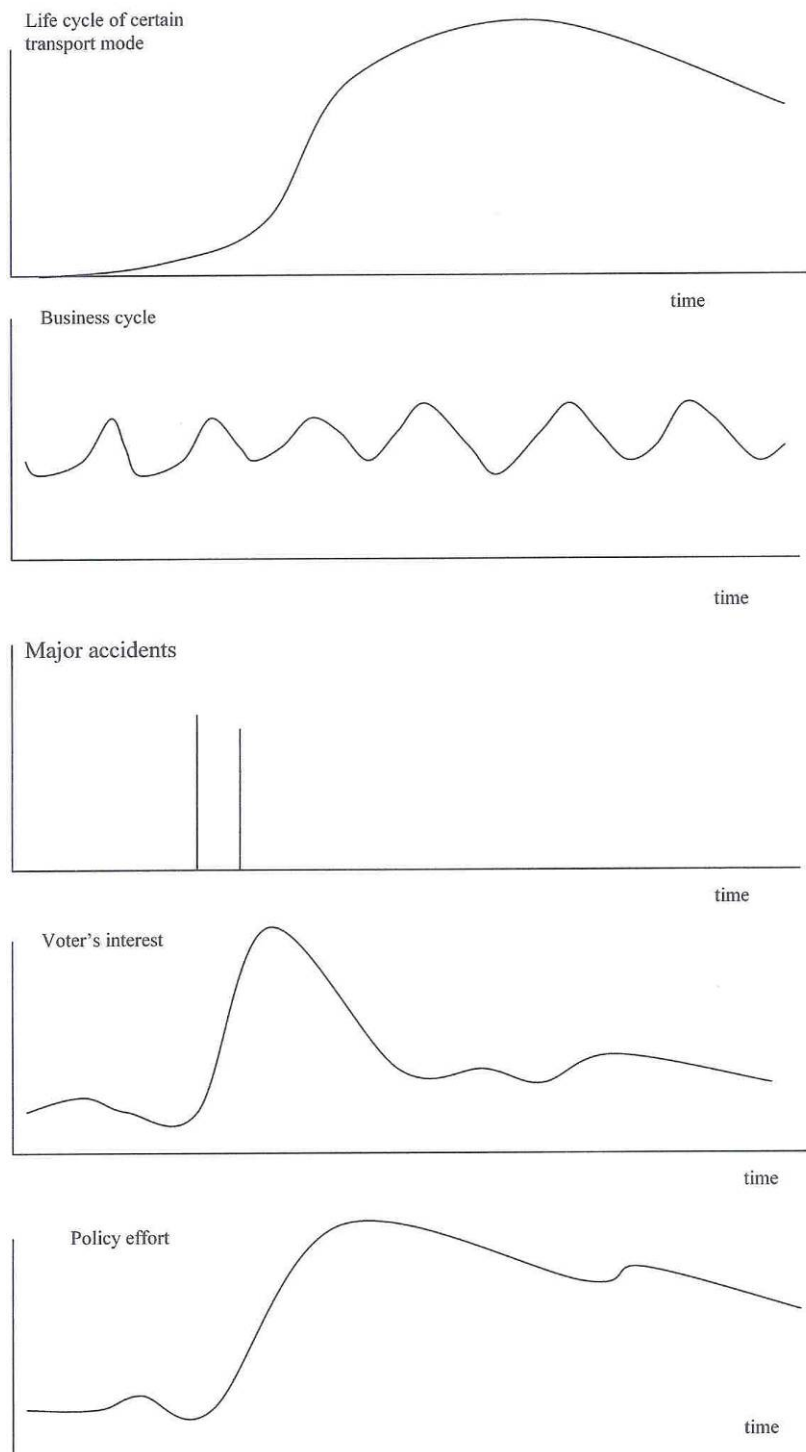 Life cycle of certain
transport mode
time
Business cycle
time
Major accidents
time
Voter's interest
time
Policy effort
time